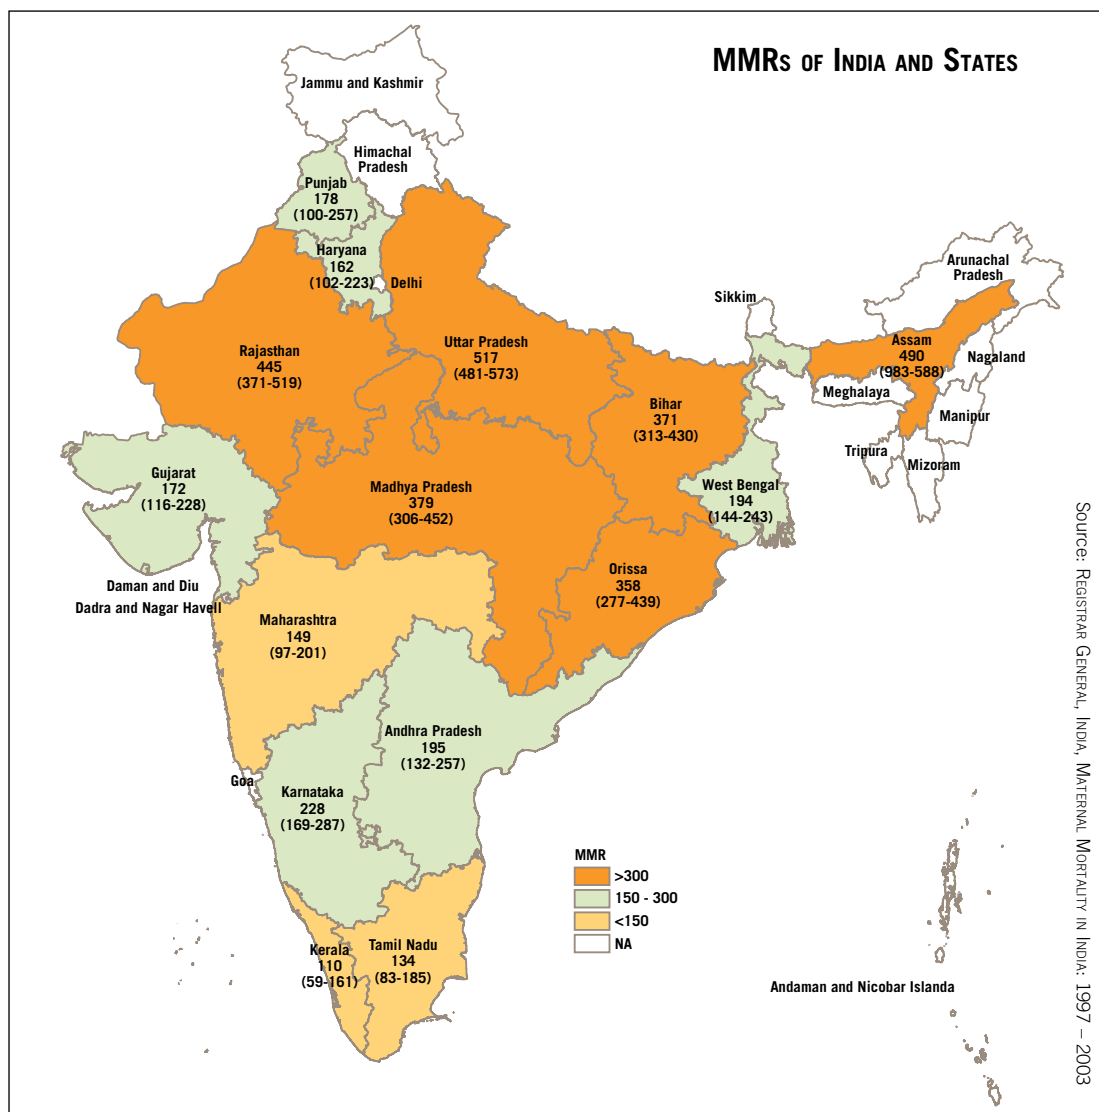 MMRs of India and States
Jammu and Kashmir
Himachal
Pradesh
Punjab
178
(100-257)
Haryana
162
(102-223)
Delhi
Arunachal
Pradesh
Sikkim
Assam
490
(983-588)
Nagaland
Meghalaya
Manipur
Tripura
Mizoram
Rajasthan
445
(371-519)
Uttar Pradesh
517
(481-573)
Bihar
371
(313-430)
Gujarat
172
(116-228)
Madhya Pradesh
379
(306-452)
West Bengal
194
(144-243)
Orissa
358
(277-439)
Daman and Diu
Dadra and Nagar Havell
Maharashtra
149
(97-201)
Andhra Pradesh
195
(132-257)
Goa
Karnataka
228
(169-287)
MMR
>300
150 - 300
<150
NA
Kerala
110
(59-161)
Tamil Nadu
134
(83-185)
Andaman and Nicobar Islanda
Source: Registrar General, India, Maternal Mortality in India: 1997 – 2003